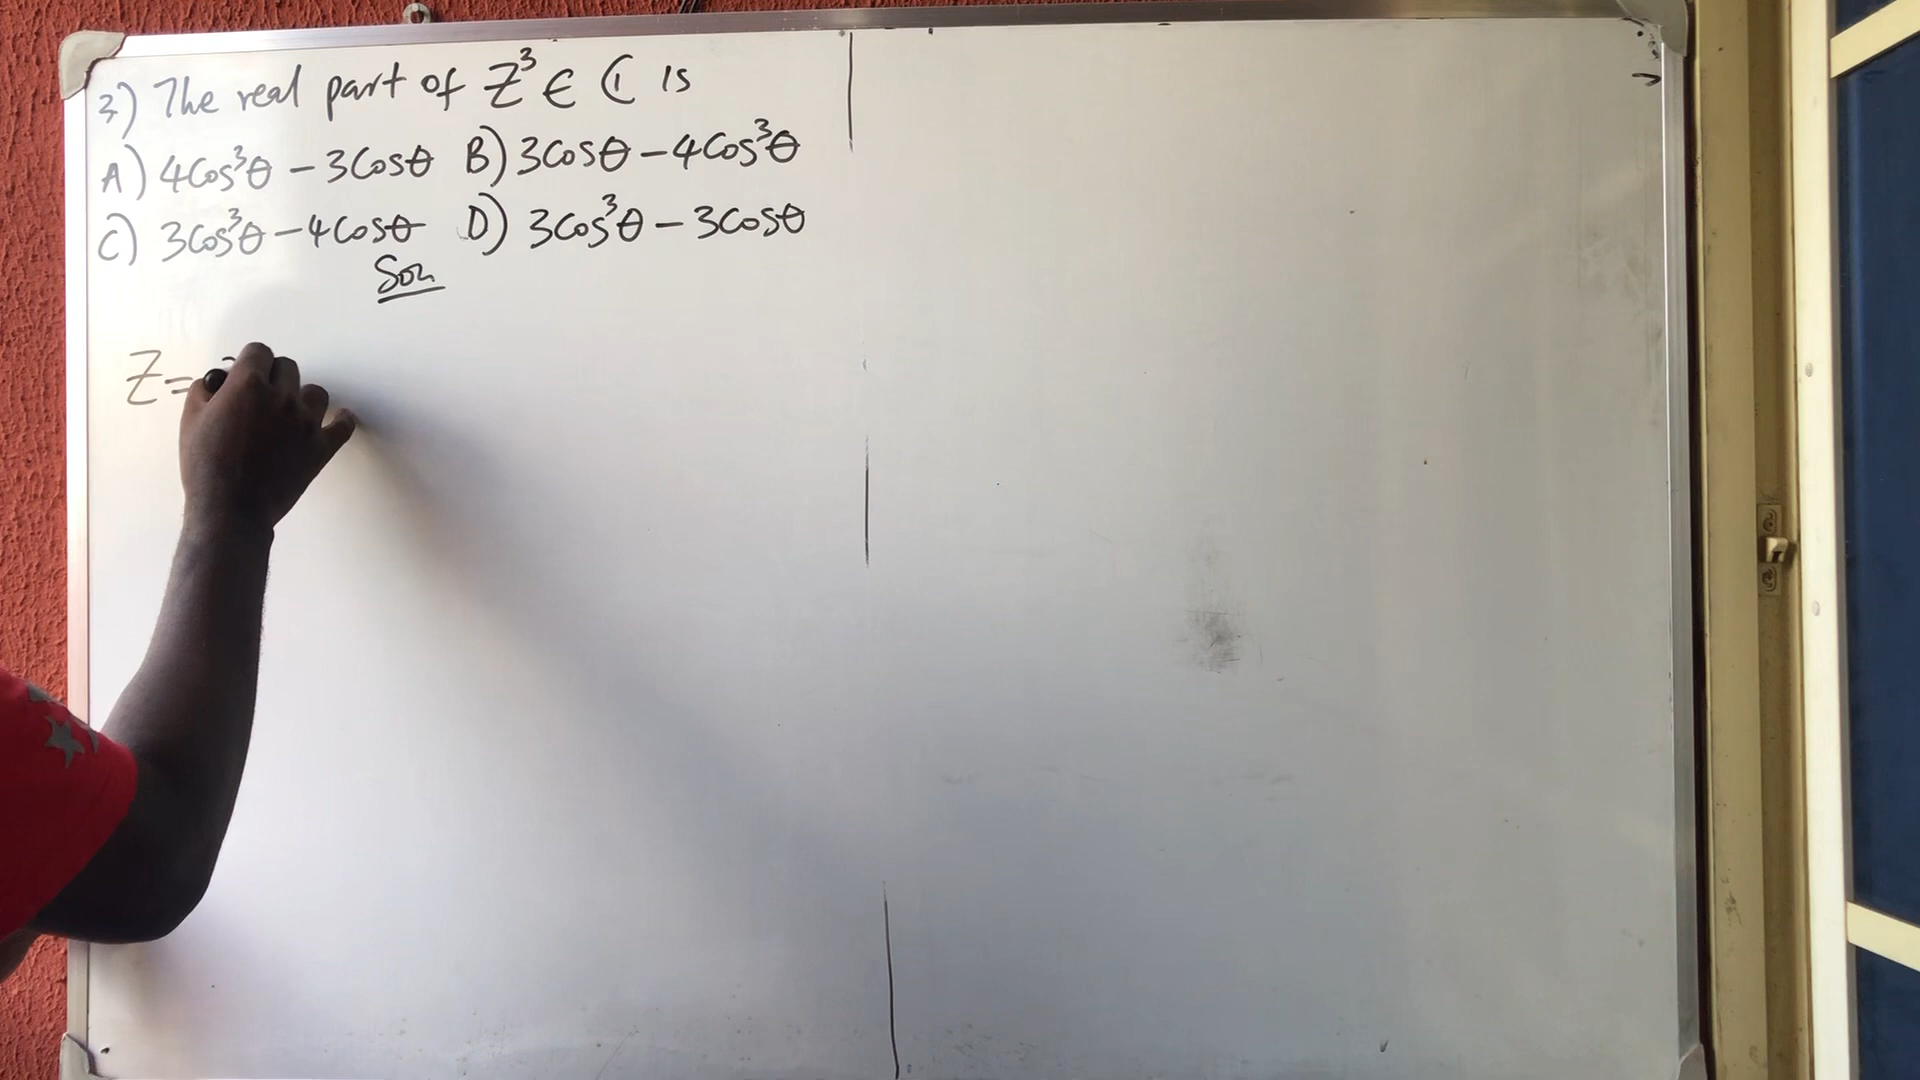 3) The real part of Z³ ∈ ℂ is
A) 4Cos³θ - 3Cosθ B) 3Cosθ - 4Cos³θ
C) 3Cos³θ - 4Cosθ D) 3Cos³θ - 3Cosθ
Soln
Z =